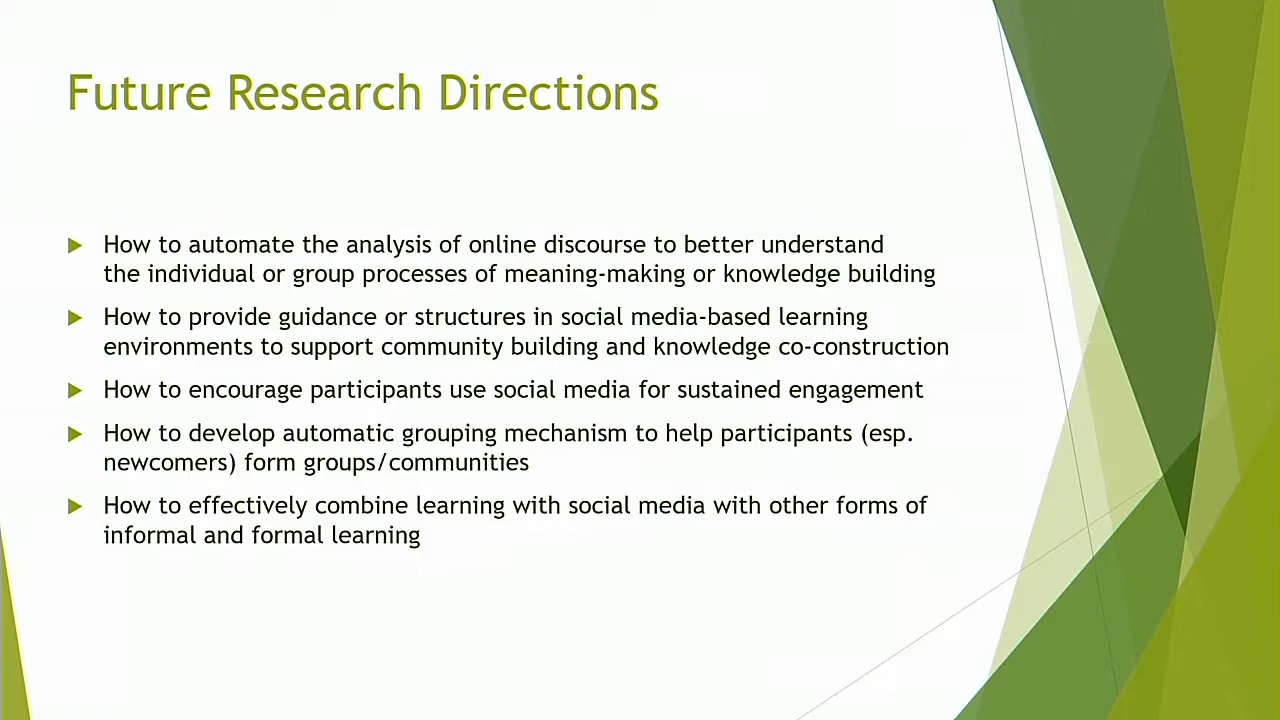 Future Research Directions
How to automate the analysis of online discourse to better understand
the individual or group processes of meaning-making or knowledge building
How to provide guidance or structures in social media-based learning
environments to support community building and knowledge co-construction
How to encourage participants use social media for sustained engagement
How to develop automatic grouping mechanism to help participants (esp.
newcomers) form groups/communities
How to effectively combine learning with social media with other forms of
informal and formal learning